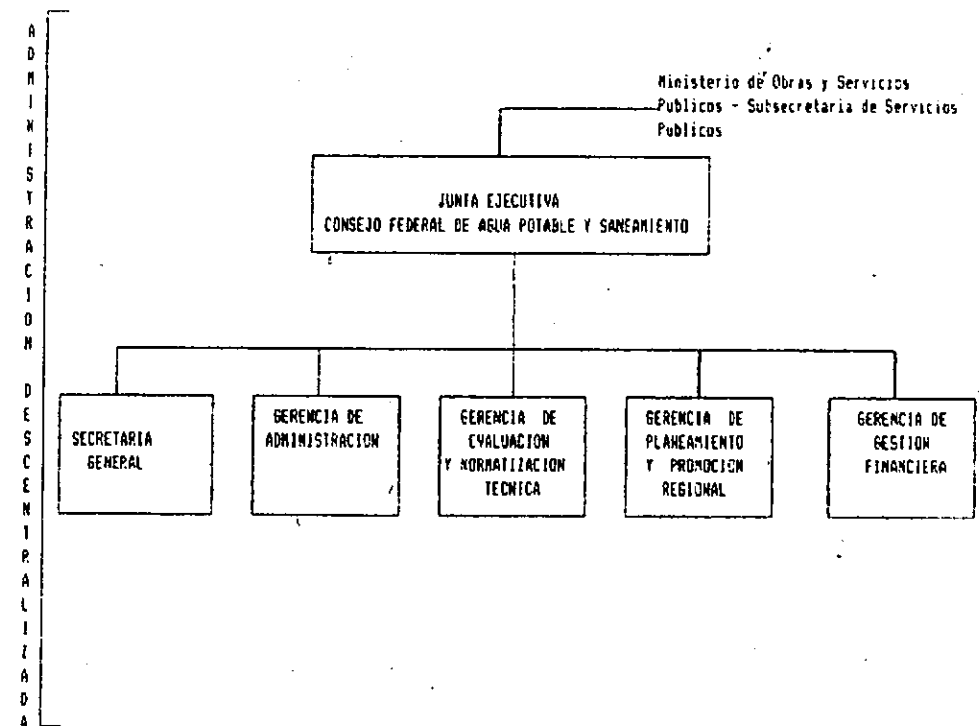 ADMINISTRACION DESCENTRALIZADA
Ministerio de Obras y Servicios
Publicos - Subsecretaria de Servicios
Publicos
JUNTA EJECUTIVA
CONSEJO FEDERAL DE AGUA POTABLE Y SANEAMIENTO
SECRETARIA
GENERAL
GERENCIA DE
ADMINISTRACION
GERENCIA DE
EVALUACION
Y NORMATIZACION
TECNICA
GERENCIA DE
PLANEAMIENTO
Y PROMOCION
REGIONAL
GERENCIA DE
GESTION
FINANCIERA